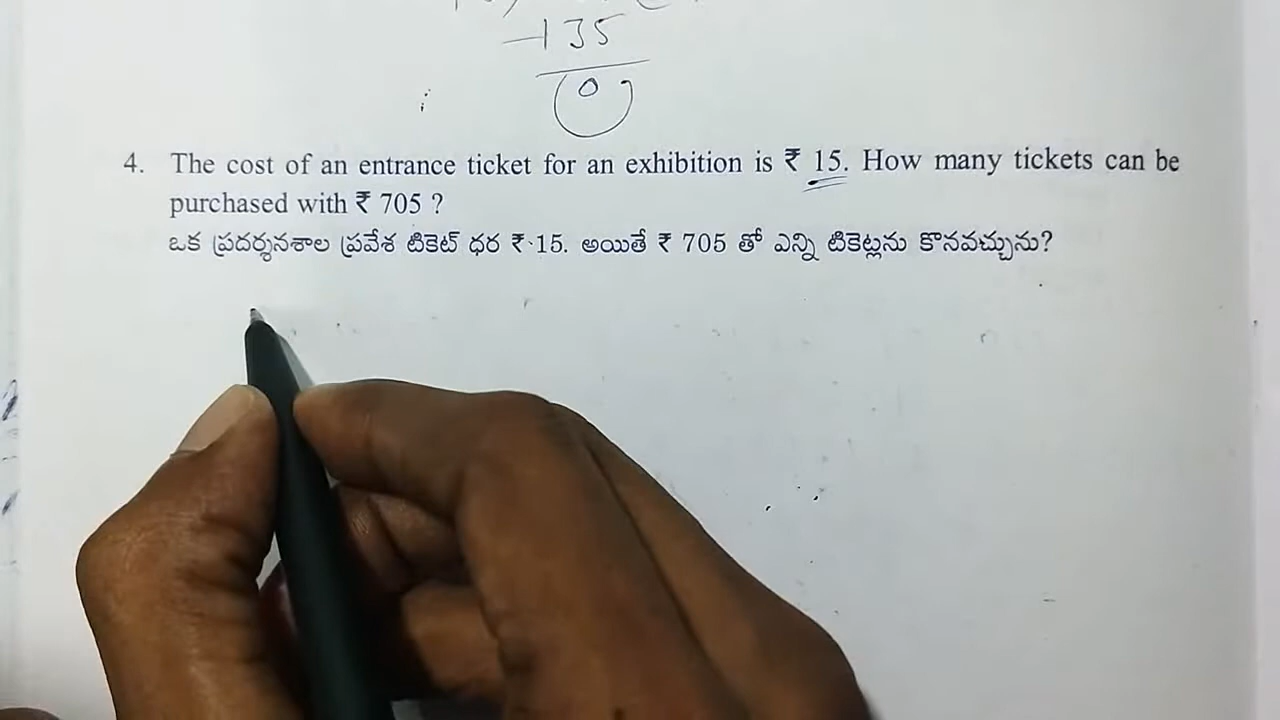 -135
0
4. The cost of an entrance ticket for an exhibition is ₹ 15. How many tickets can be
purchased with ₹ 705 ?
ఒక ప్రదర్శనశాల ప్రవేశ టికెట్ ధర ₹ 15. అయితే ₹ 705 తో ఎన్ని టికెట్లను కొనవచ్చును?